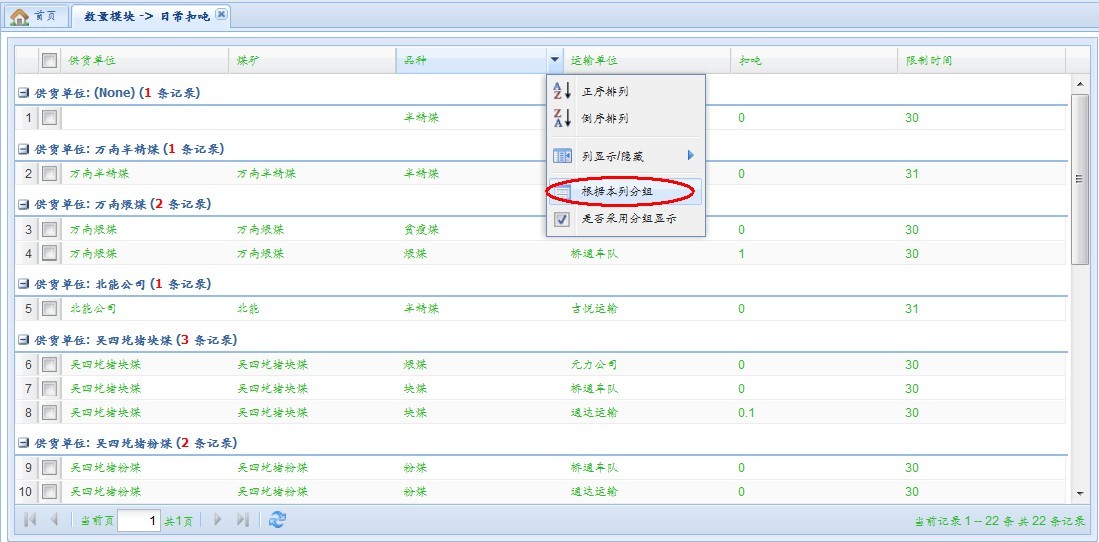 首页 数量模块 -> 日常扣吨
供货单位 煤矿 品种 运输单位 扣吨 限制时间
供货单位: (None) (1 条记录)
1 半精煤 0 30
供货单位: 万南半精煤 (1 条记录)
2 万南半精煤 万南半精煤 半精煤 0 31
供货单位: 万南煨煤 (2 条记录)
3 万南煨煤 万南煨煤 贫瘦煤 0 30
4 万南煨煤 万南煨煤 煨煤 桥通车队 1 30
供货单位: 北能公司 (1 条记录)
5 北能公司 北能 半精煤 吉悦运输 0 31
供货单位: 吴四圪堵块煤 (3 条记录)
6 吴四圪堵块煤 吴四圪堵块煤 煨煤 元力公司 0 30
7 吴四圪堵块煤 吴四圪堵块煤 块煤 桥通车队 0 30
8 吴四圪堵块煤 吴四圪堵块煤 块煤 通达运输 0.1 30
供货单位: 吴四圪堵粉煤 (2 条记录)
9 吴四圪堵粉煤 吴四圪堵粉煤 粉煤 桥通车队 0 30
10 吴四圪堵粉煤 吴四圪堵粉煤 粉煤 通达运输 0 30
正序排列
倒序排列
列显示/隐藏
根据本列分组
是否采用分组显示
当前页 1 共1页 当前记录 1 -- 22 条 共 22 条记录